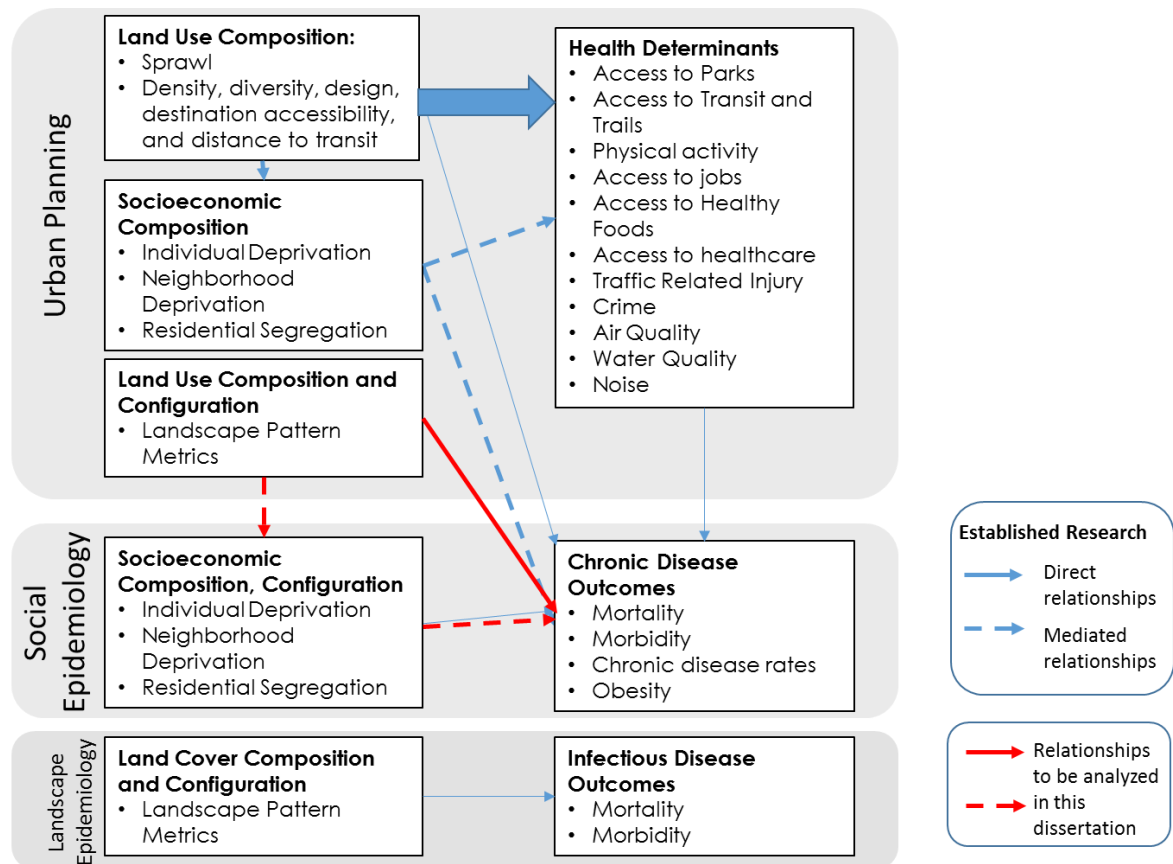 Urban Planning
Land Use Composition:
• Sprawl
• Density, diversity, design,
destination accessibility,
and distance to transit
Socioeconomic
Composition
• Individual Deprivation
• Neighborhood
Deprivation
• Residential Segregation
Land Use Composition and
Configuration
• Landscape Pattern
Metrics
Health Determinants
• Access to Parks
• Access to Transit and
Trails
• Physical activity
• Access to jobs
• Access to Healthy
Foods
• Access to healthcare
• Traffic Related Injury
• Crime
• Air Quality
• Water Quality
• Noise
Social
Epidemiology
Socioeconomic
Composition, Configuration
• Individual Deprivation
• Neighborhood
Deprivation
• Residential Segregation
Chronic Disease
Outcomes
• Mortality
• Morbidity
• Chronic disease rates
• Obesity
Landscape
Epidemiology
Land Cover Composition
and Configuration
• Landscape Pattern
Metrics
Infectious Disease
Outcomes
• Mortality
• Morbidity
Established Research
Direct
relationships
Mediated
relationships
Relationships
to be analyzed
in this
dissertation